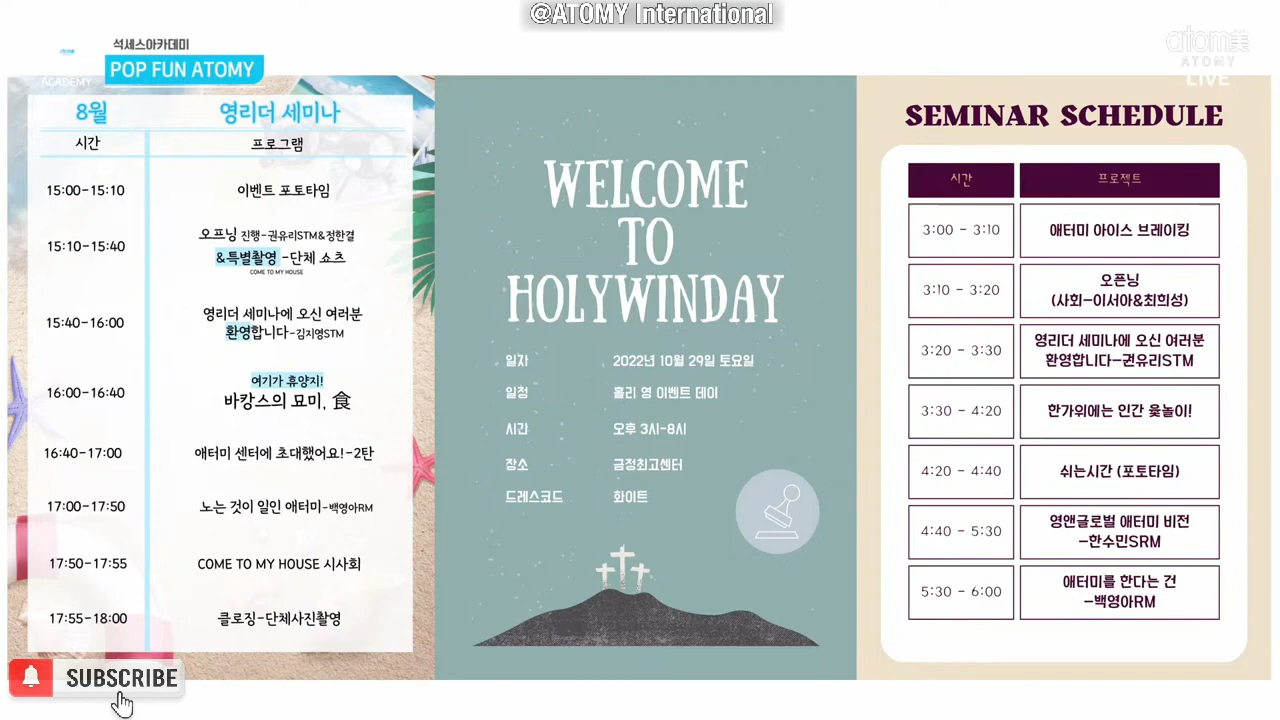 @ATOMY International
석세스아카데미
POP FUN ATOMY
ACADEMY
atom美
ATOMY
LIVE
8월 영리더 세미나
시간 프로그램
15:00-15:10 이벤트 포토타임
15:10-15:40 오프닝 진행-권유리STM&정한결
&특별촬영 -단체 쇼츠
COME TO MY HOUSE
15:40-16:00 영리더 세미나에 오신 여러분
환영합니다-김지영STM
16:00-16:40 여기가 휴양지!
바캉스의 묘미, 食
16:40-17:00 애터미 센터에 초대했어요!-2탄
17:00-17:50 노는 것이 일인 애터미-백영아RM
17:50-17:55 COME TO MY HOUSE 시사회
17:55-18:00 클로징-단체사진촬영
SUBSCRIBE
WELCOME
TO
HOLYWINDAY
일자 2022년 10월 29일 토요일
일정 홀리 영 이벤트 데이
시간 오후 3시-8시
장소 금정최고센터
드레스코드 화이트
SEMINAR SCHEDULE
시간 프로젝트
3:00 - 3:10 애터미 아이스 브레이킹
3:10 - 3:20 오픈닝
(사회-이서아&최희성)
3:20 - 3:30 영리더 세미나에 오신 여러분
환영합니다-권유리STM
3:30 - 4:20 한가위에는 인간 윷놀이!
4:20 - 4:40 쉬는시간 (포토타임)
4:40 - 5:30 영앤글로벌 애터미 비전
-한수민SRM
5:30 - 6:00 애터미를 한다는 건
-백영아RM